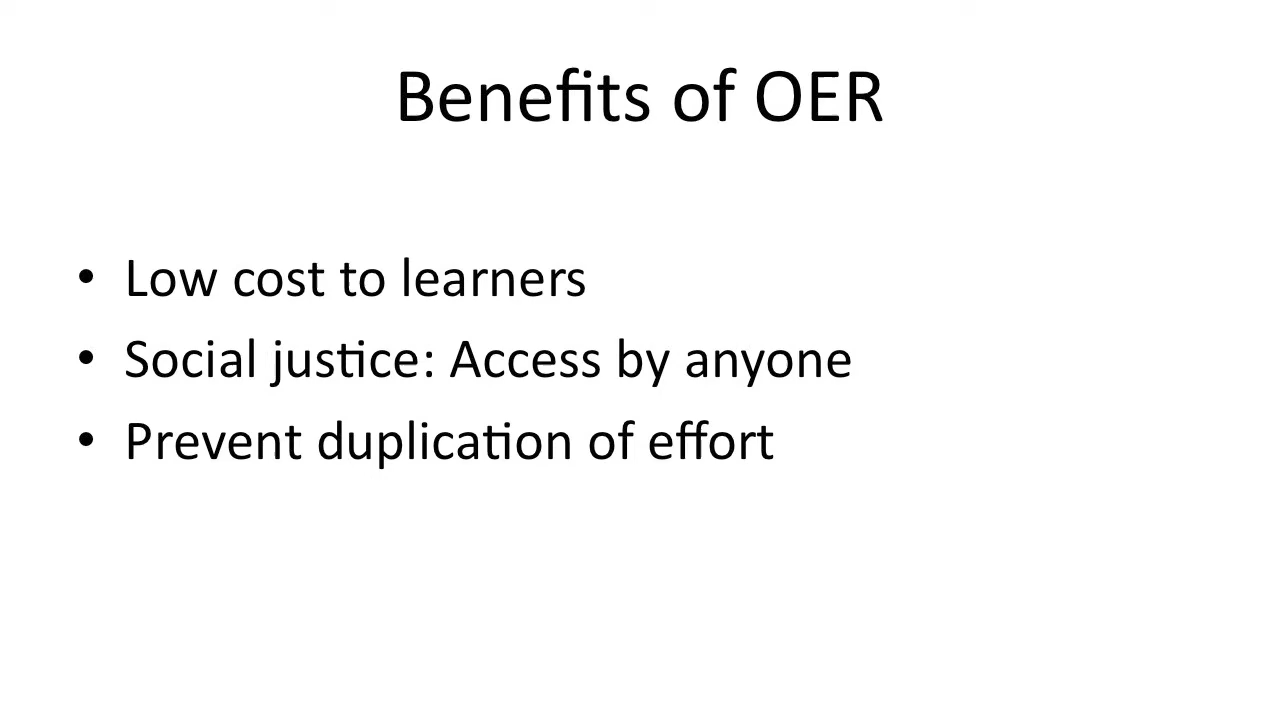 Benefits of OER
• Low cost to learners
• Social justice: Access by anyone
• Prevent duplication of effort